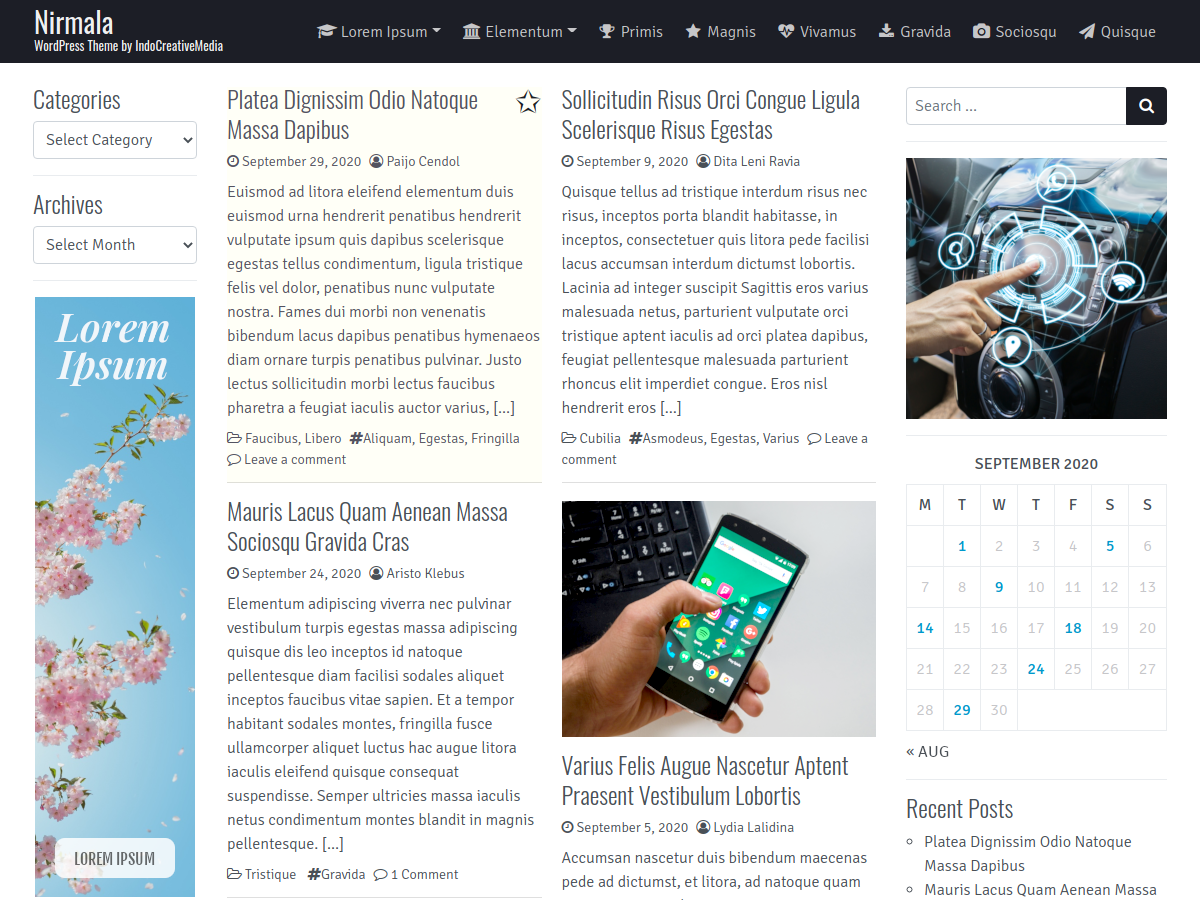 Nirmala
WordPress Theme by IndoCreativeMedia
Lorem Ipsum
Elementum
Primis
Magnis
Vivamus
Gravida
Sociosqu
Quisque
Categories
Select Category
Archives
Select Month
Lorem
Ipsum
LOREM IPSUM
Platea Dignissim Odio Natoque
Massa Dapibus
September 29, 2020 Paijo Cendol
Euismod ad litora eleifend elementum duis
euismod urna hendrerit penatibus hendrerit
vulputate ipsum quis dapibus scelerisque
egestas tellus condimentum, ligula tristique
felis vel dolor, penatibus nunc vulputate
nostra. Fames dui morbi non venenatis
bibendum lacus dapibus penatibus hymenaeos
diam ornare turpis penatibus pulvinar. Justo
lectus sollicitudin morbi lectus faucibus
pharetra a feugiat iaculis auctor varius, [...]
Faucibus, Libero #Aliquam, Egestas, Fringilla
Leave a comment
Mauris Lacus Quam Aenean Massa
Sociosqu Gravida Cras
September 24, 2020 Aristo Klebus
Elementum adipiscing viverra nec pulvinar
vestibulum turpis egestas massa adipiscing
quisque dis leo inceptos id natoque
pellentesque diam facilisi sodales aliquet
inceptos faucibus vitae sapien. Et a tempor
habitant sodales montes, fringilla fusce
ullamcorper aliquet luctus hac augue litora
iaculis eleifend quisque consequat
suspendisse. Semper ultricies massa iaculis
netus condimentum montes blandit in magnis
pellentesque. [...]
Tristique #Gravida 1 Comment
Sollicitudin Risus Orci Congue Ligula
Scelerisque Risus Egestas
September 9, 2020 Dita Leni Ravia
Quisque tellus ad tristique interdum risus nec
risus, inceptos porta blandit habitasse, in
inceptos, consectetuer quis litora pede facilisi
lacus accumsan interdum dictumst lobortis.
Lacinia ad integer suscipit Sagittis eros varius
malesuada netus, parturient vulputate orci
tristique aptent iaculis ad orci platea dapibus,
feugiat pellentesque malesuada parturient
rhoncus elit imperdiet congue. Eros nisl
hendrerit eros [...]
Cubilia #Asmodeus, Egestas, Varius Leave a
comment
Varius Felis Augue Nascetur Aptent
Praesent Vestibulum Lobortis
September 5, 2020 Lydia Lalidina
Accumsan nascetur duis bibendum maecenas
pede ad dictumst, et litora, ad natoque quam
Search ...
SEPTEMBER 2020
M T W T F S S
1 2 3 4 5 6
7 8 9 10 11 12 13
14 15 16 17 18 19 20
21 22 23 24 25 26 27
28 29 30
« AUG
Recent Posts
Platea Dignissim Odio Natoque
Massa Dapibus
Mauris Lacus Quam Aenean Massa